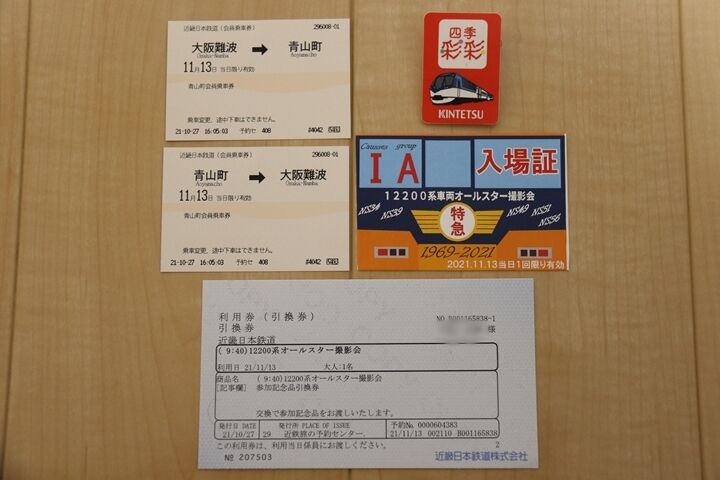 近畿日本鉄道（会員乗車券）
296008-01
大阪難波 ➡ 青山町
Osaka-Namba
Aoyamacho
11月13日 当日限り有効
青山町会員乗車券
乗車変更、途中下車はできません。
21-10-27 16:05:03 予約セ 408 #4042
近畿日本鉄道（会員乗車券）
296008-01
青山町 ➡ 大阪難波
Aoyamacho
Osaka-Namba
11月13日 当日限り有効
青山町会員乗車券
乗車変更、途中下車はできません。
21-10-27 16:05:03 予約セ 408 #4042
四季
彩彩
KINTETSU
group
IA
入場証
12200系車両オールスター撮影会
NS34
NS39
特急
NS49
NS51
NS56
1969-2021
2021.11.13当日1回限り有効
利用券（引換券）
引換券
近畿日本鉄道
NO.B001165838-1
様
( 9:40)12200系オールスター撮影会
利用日 21/11/13 大人:1名
商品名 ( 9:40)12200系オールスター撮影会
[記事欄] 参加記念品引換券
交換で参加記念品をお渡しいたします。
発行日 DATE 発行所 PLACE OF ISSUE 予約No. 0000604383
21/10/27 29 近鉄旅の予約センター 21/11/13 002110 B001165838
この利用券は、利用当日係員にお渡しください。 2
№ 207503
近畿日本鉄道株式会社